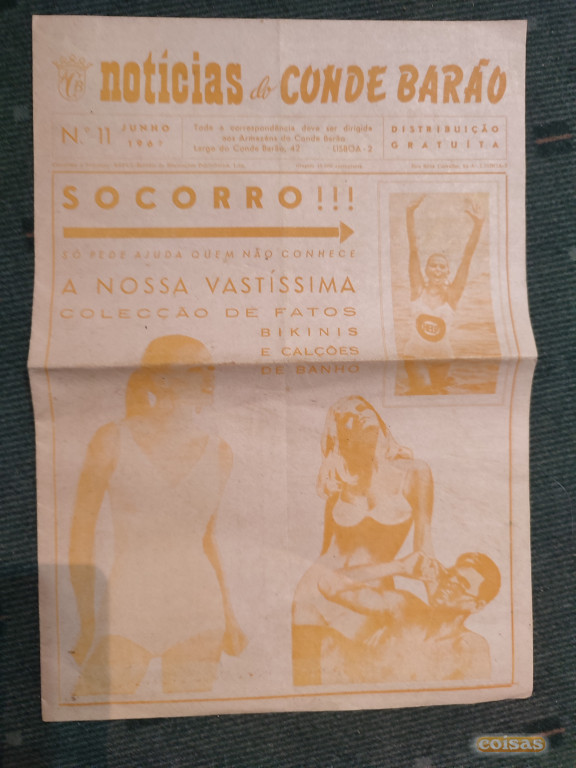 notícias do CONDE BARÃO
N.º 11 JUNHO 1967
Toda a correspondência deve ser dirigida
aos Armazéns do Conde Barão
Largo do Conde Barão, 42 LISBOA-2
DISTRIBUIÇÃO
GRATUÍTA
SOCORRO!!!
SÓ PEDE AJUDA QUEM NÃO CONHECE
A NOSSA VASTÍSSIMA
COLECÇÃO DE FATOS
BIKINIS
E CALÇÕES
DE BANHO
coisas